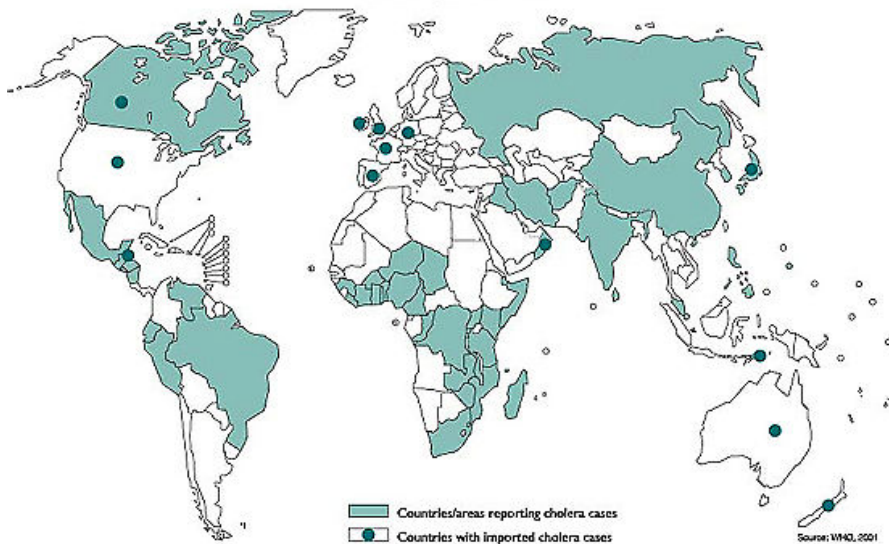 Countries/areas reporting cholera cases
Countries with imported cholera cases
Source: WHO, 2001